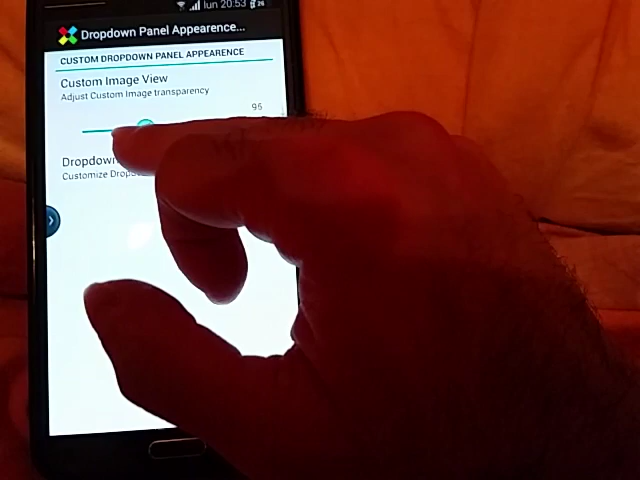 lun 20:53
Dropdown Panel Appearence...
CUSTOM DROPDOWN PANEL APPEARENCE
Custom Image View
Adjust Custom Image transparency
95
Dropdown
Customize